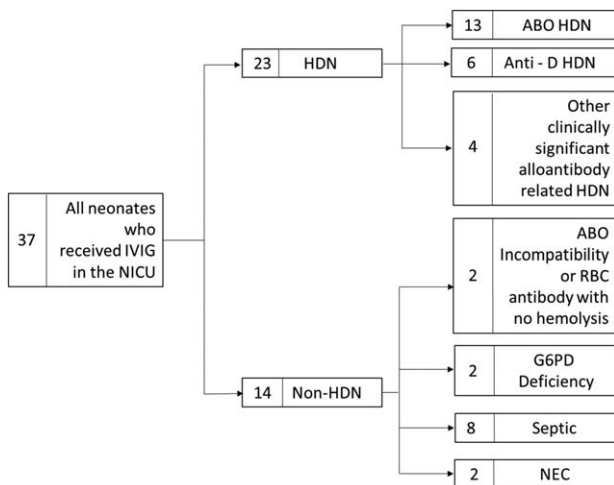 37
All neonates
who
received IVIG
in the NICU
23 HDN
14 Non-HDN
13 ABO HDN
6 Anti - D HDN
4
Other
clinically
significant
alloantibody
related HDN
2
ABO
Incompatibility
or RBC
antibody with
no hemolysis
2
G6PD
Deficiency
8 Septic
2 NEC